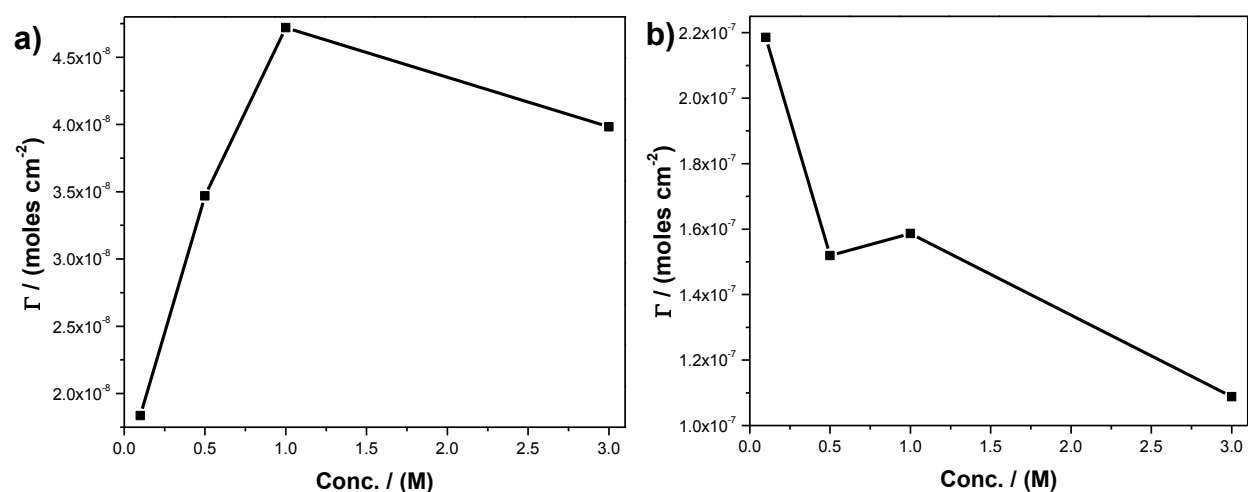 a)
4.5x10⁻⁸
4.0x10⁻⁸
3.5x10⁻⁸
3.0x10⁻⁸
2.5x10⁻⁸
2.0x10⁻⁸
Γ / (moles cm⁻²)
0.0 0.5 1.0 1.5 2.0 2.5 3.0
Conc. / (M)
b)
2.2x10⁻⁷
2.0x10⁻⁷
1.8x10⁻⁷
1.6x10⁻⁷
1.4x10⁻⁷
1.2x10⁻⁷
1.0x10⁻⁷
Γ / (moles cm⁻²)
0.0 0.5 1.0 1.5 2.0 2.5 3.0
Conc. / (M)